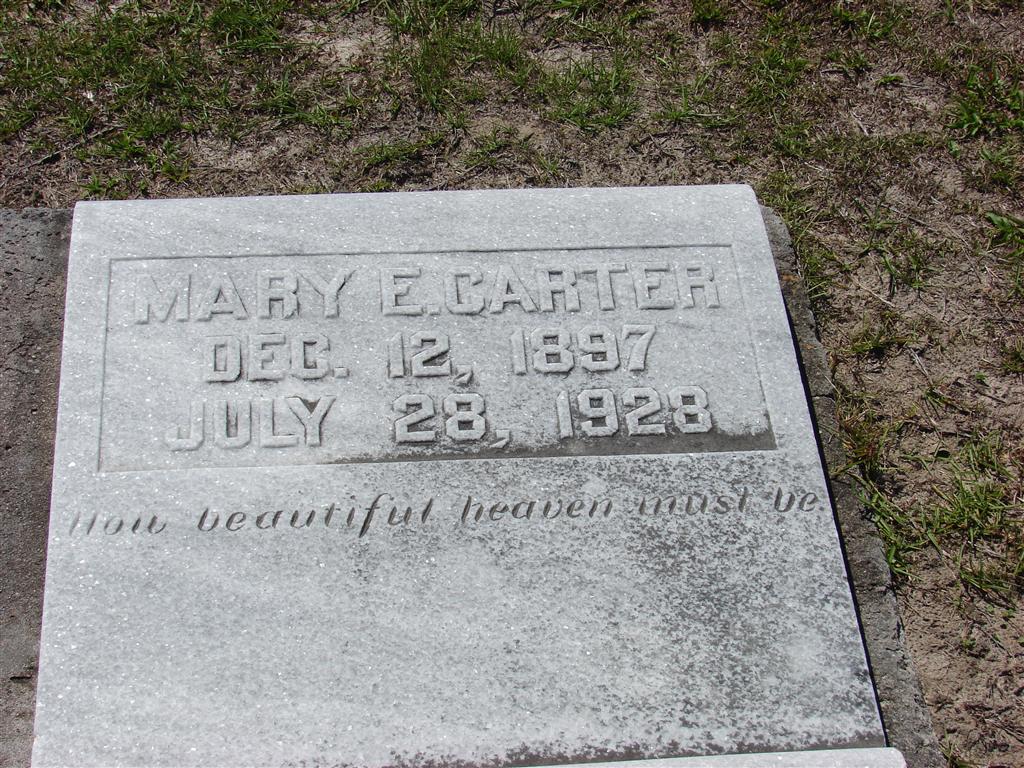 MARY E. CARTER
DEC. 12, 1897
JULY 28, 1928
How beautiful heaven must be.